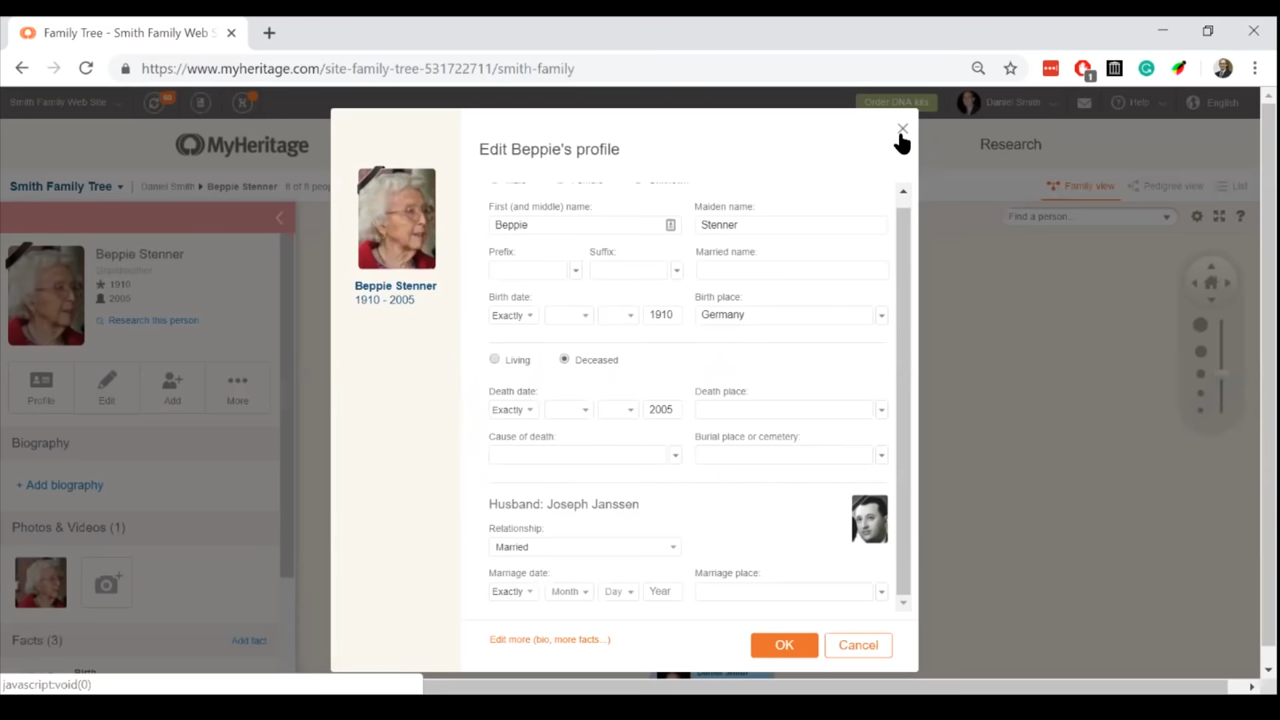 Family Tree - Smith Family Web S
https://www.myheritage.com/site-family-tree-531722711/smith-family
1
Smith Family Web Site
Order DNA kits
Daniel Smith
Help
English
MyHeritage
Research
Smith Family Tree
Daniel Smith
Beppie Stenner
Family view
Pedigree view
List
Find a person...
?
Beppie Stenner
Grandmother
1910
2005
Research this person
Profile
Edit
Add
More
Biography
+ Add biography
Photos & Videos (1)
Facts (3)
Add fact
Birth
javascript:void(0)
Beppie Stenner
1910 - 2005
Edit Beppie's profile
First (and middle) name:
Maiden name:
Beppie
Stenner
Prefix:
Suffix:
Married name:
Birth date:
Birth place:
Exactly
1910
Germany
Living
Deceased
Death date:
Death place:
Exactly
2005
Cause of death:
Burial place or cemetery:
Husband: Joseph Janssen
Relationship:
Married
Marriage date:
Marriage place:
Exactly
Month
Day
Year
Edit more (bio, more facts...)
OK
Cancel